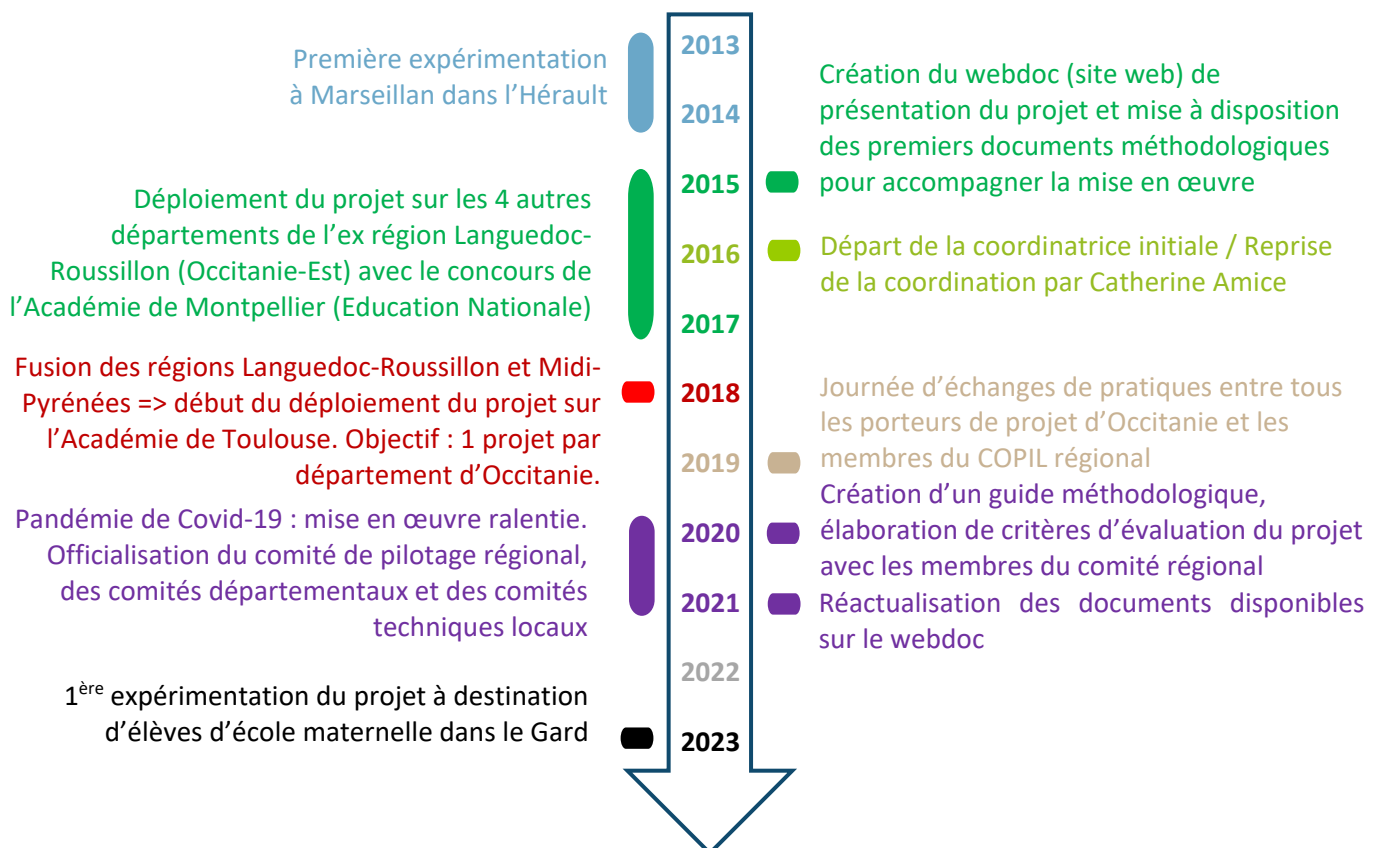 2013
Première expérimentation
à Marseillan dans l'Hérault
2014
Création du webdoc (site web) de
présentation du projet et mise à disposition
des premiers documents méthodologiques
pour accompagner la mise en œuvre
2015
Déploiement du projet sur les 4 autres
départements de l'ex région Languedoc-
Roussillon (Occitanie-Est) avec le concours de
l'Académie de Montpellier (Education Nationale)
2016
Départ de la coordinatrice initiale / Reprise
de la coordination par Catherine Amice
2017
Fusion des régions Languedoc-Roussillon et Midi-
Pyrénées => début du déploiement du projet sur
l'Académie de Toulouse. Objectif : 1 projet par
département d'Occitanie.
2018
Journée d'échanges de pratiques entre tous
les porteurs de projet d'Occitanie et les
membres du COPIL régional
2019
Création d'un guide méthodologique,
élaboration de critères d'évaluation du projet
avec les membres du comité régional
2020
Pandémie de Covid-19 : mise en œuvre ralentie.
Officialisation du comité de pilotage régional,
des comités départementaux et des comités
techniques locaux
2021
Réactualisation des documents disponibles
sur le webdoc
2022
1ère expérimentation du projet à destination
d'élèves d'école maternelle dans le Gard
2023